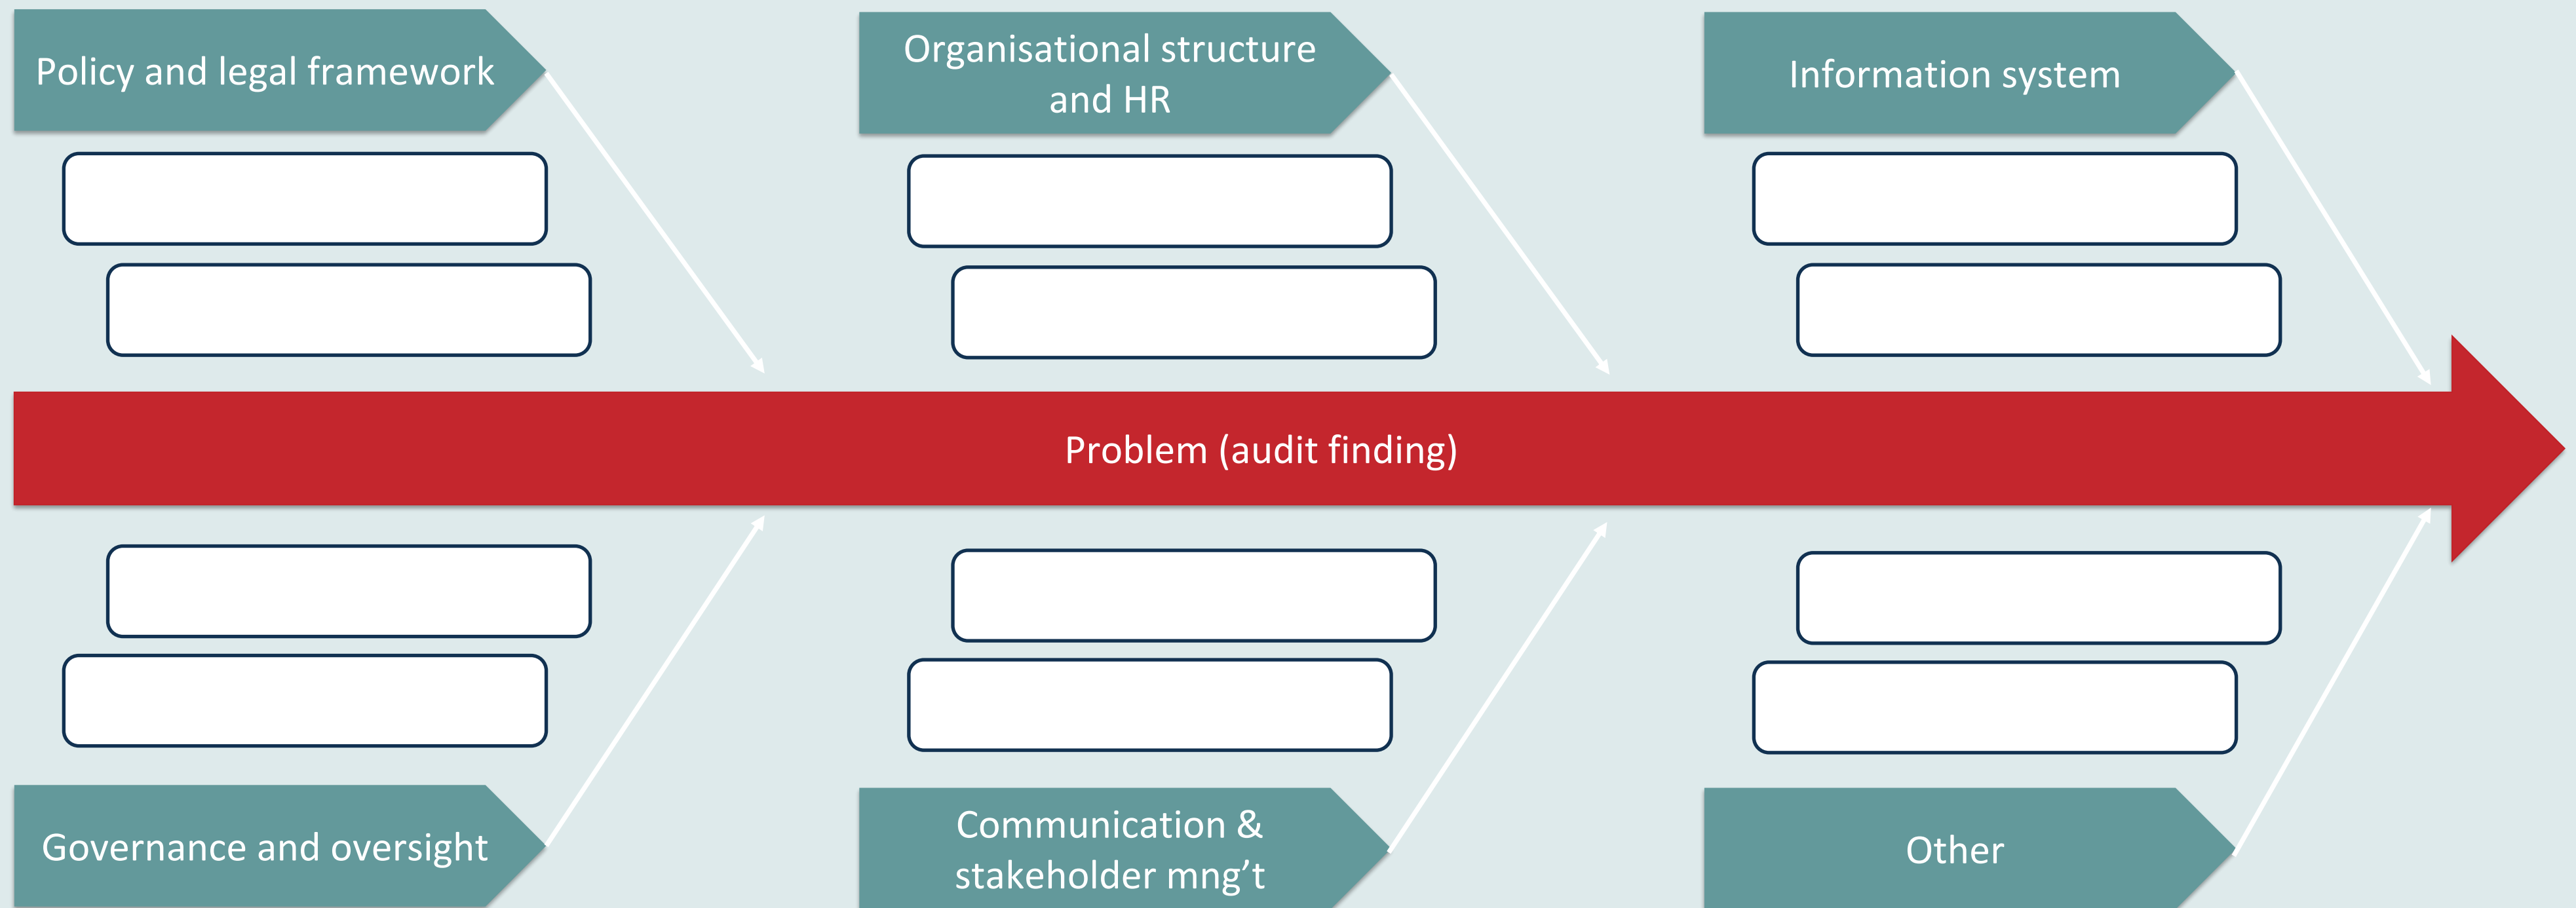 Policy and legal framework
Organisational structure
and HR
Information system
Problem (audit finding)
Governance and oversight
Communication &
stakeholder mng’t
Other